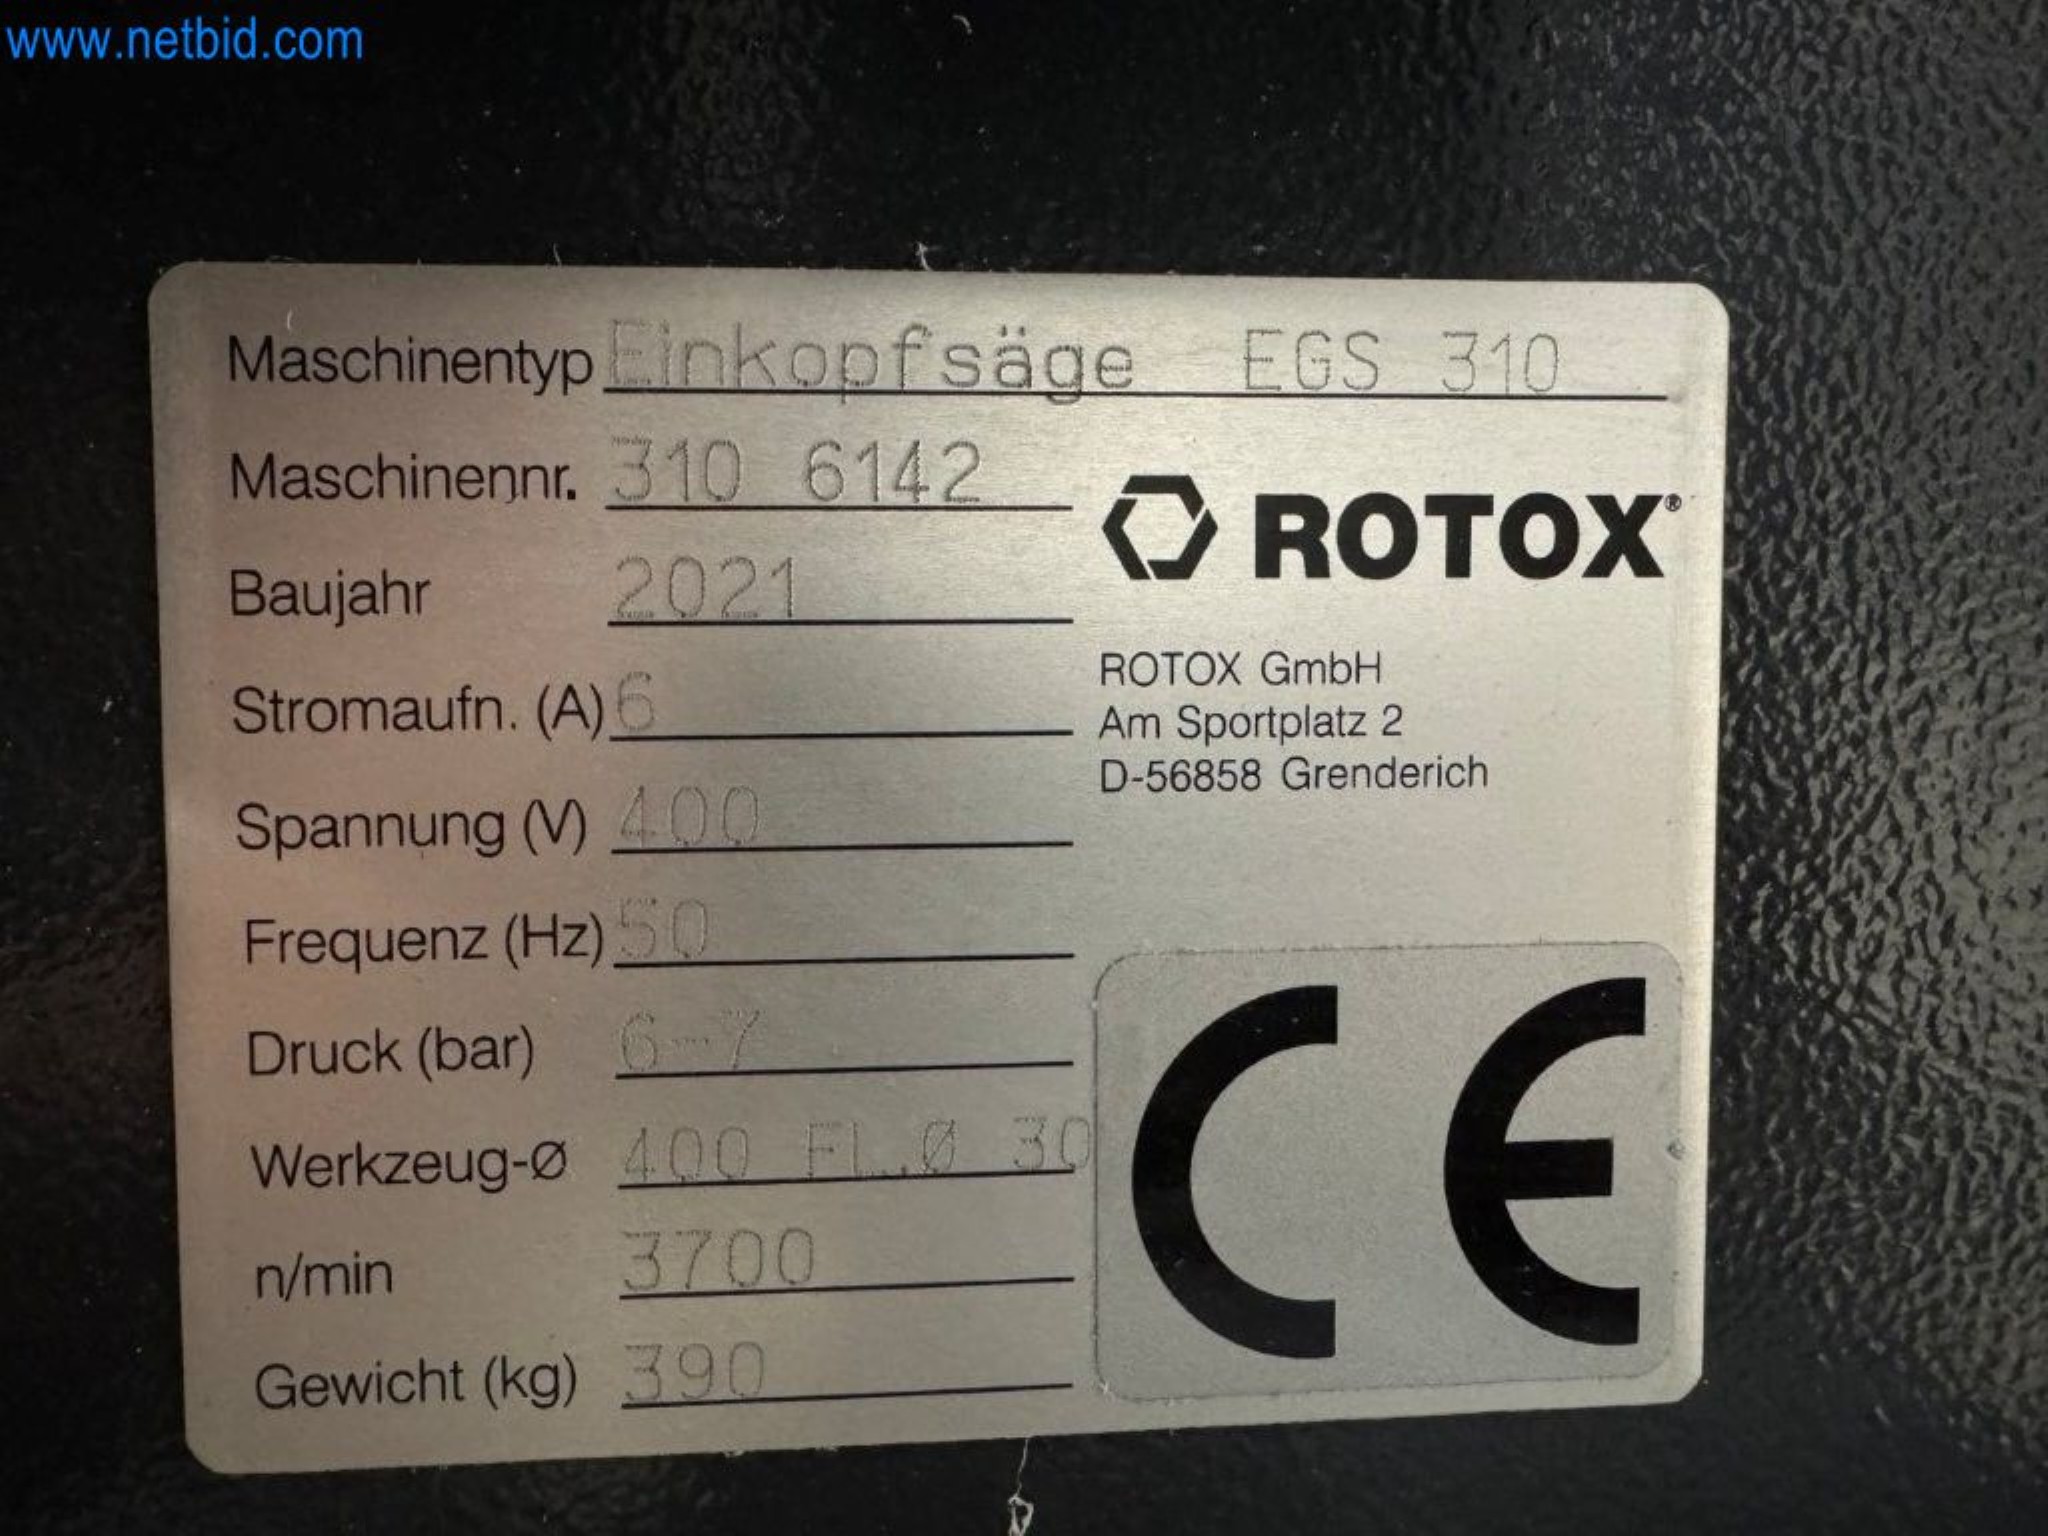 www.netbid.com
Maschinentyp Einkopfsäge EGS 310
Maschinennr. 310 6142
ROTOX®
Baujahr 2021
Stromaufn. (A) 6
Spannung (V) 400
Frequenz (Hz) 50
Druck (bar) 6-7
Werkzeug-Ø 400 FL.Ø 30
n/min 3700
Gewicht (kg) 390
ROTOX GmbH
Am Sportplatz 2
D-56858 Grenderich
CE